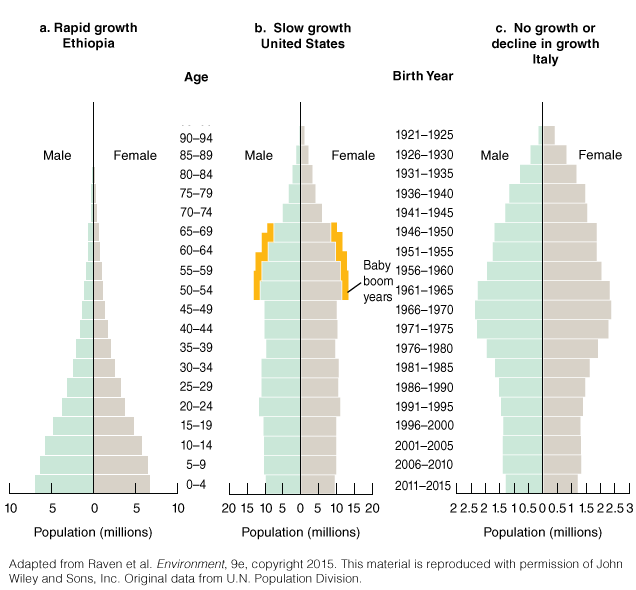 a. Rapid growth
Ethiopia
b. Slow growth
United States
c. No growth or
decline in growth
Italy
Age
Birth Year
Male
Female
Male
Female
Male
Female
90–94
85–89
80–84
75–79
70–74
65–69
60–64
55–59
50–54
45–49
40–44
35–39
30–34
25–29
20–24
15–19
10–14
5–9
0–4
Baby
boom
years
1921–1925
1926–1930
1931–1935
1936–1940
1941–1945
1946–1950
1951–1955
1956–1960
1961–1965
1966–1970
1971–1975
1976–1980
1981–1985
1986–1990
1991–1995
1996–2000
2001–2005
2006–2010
2011–2015
10 5 0 5 10
20 15 10 5 0 5 10 15 20
2 2.5 2 1.5 1 0.5 0 0.5 1 1.5 2 2.5 3
Population (millions)
Population (millions)
Population (millions)
Adapted from Raven et al. Environment, 9e, copyright 2015. This material is reproduced with permission of John
Wiley and Sons, Inc. Original data from U.N. Population Division.